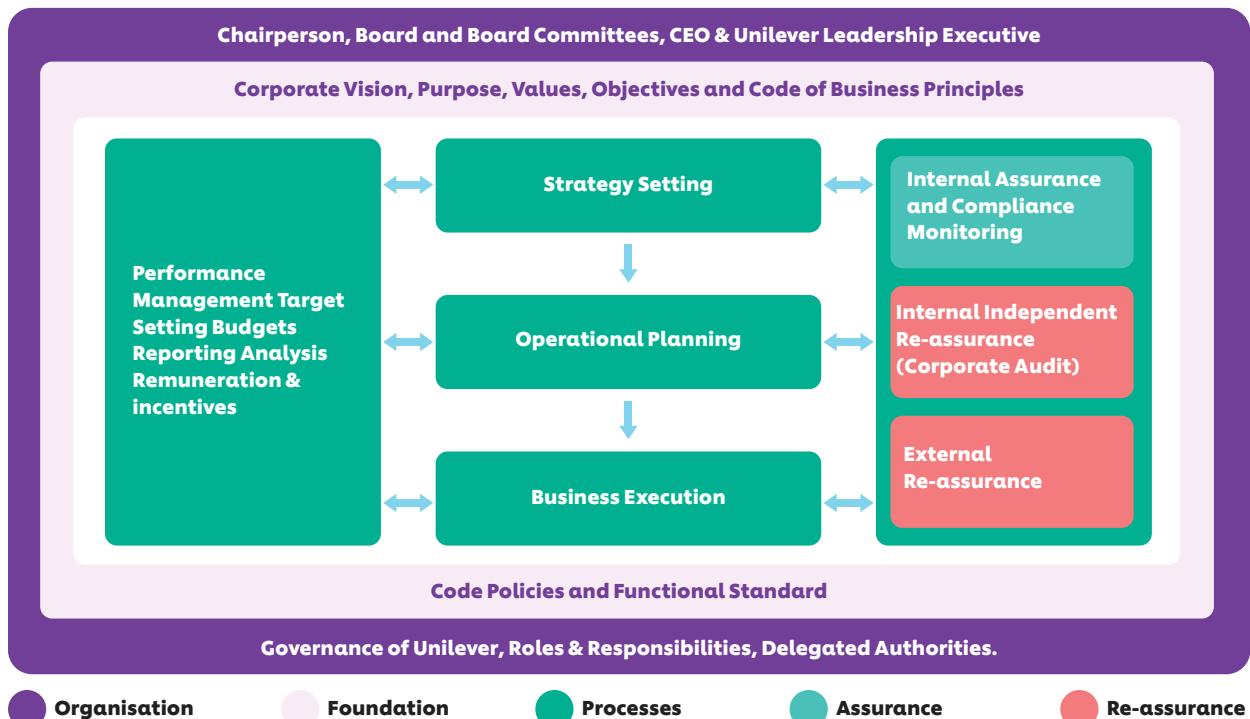 Chairperson, Board and Board Committees, CEO & Unilever Leadership Executive
Corporate Vision, Purpose, Values, Objectives and Code of Business Principles
Performance
Management Target
Setting Budgets
Reporting Analysis
Remuneration &
incentives
Strategy Setting
Operational Planning
Business Execution
Internal Assurance
and Compliance
Monitoring
Internal Independent
Re-assurance
(Corporate Audit)
External
Re-assurance
Code Policies and Functional Standard
Governance of Unilever, Roles & Responsibilities, Delegated Authorities.
Organisation
Foundation
Processes
Assurance
Re-assurance